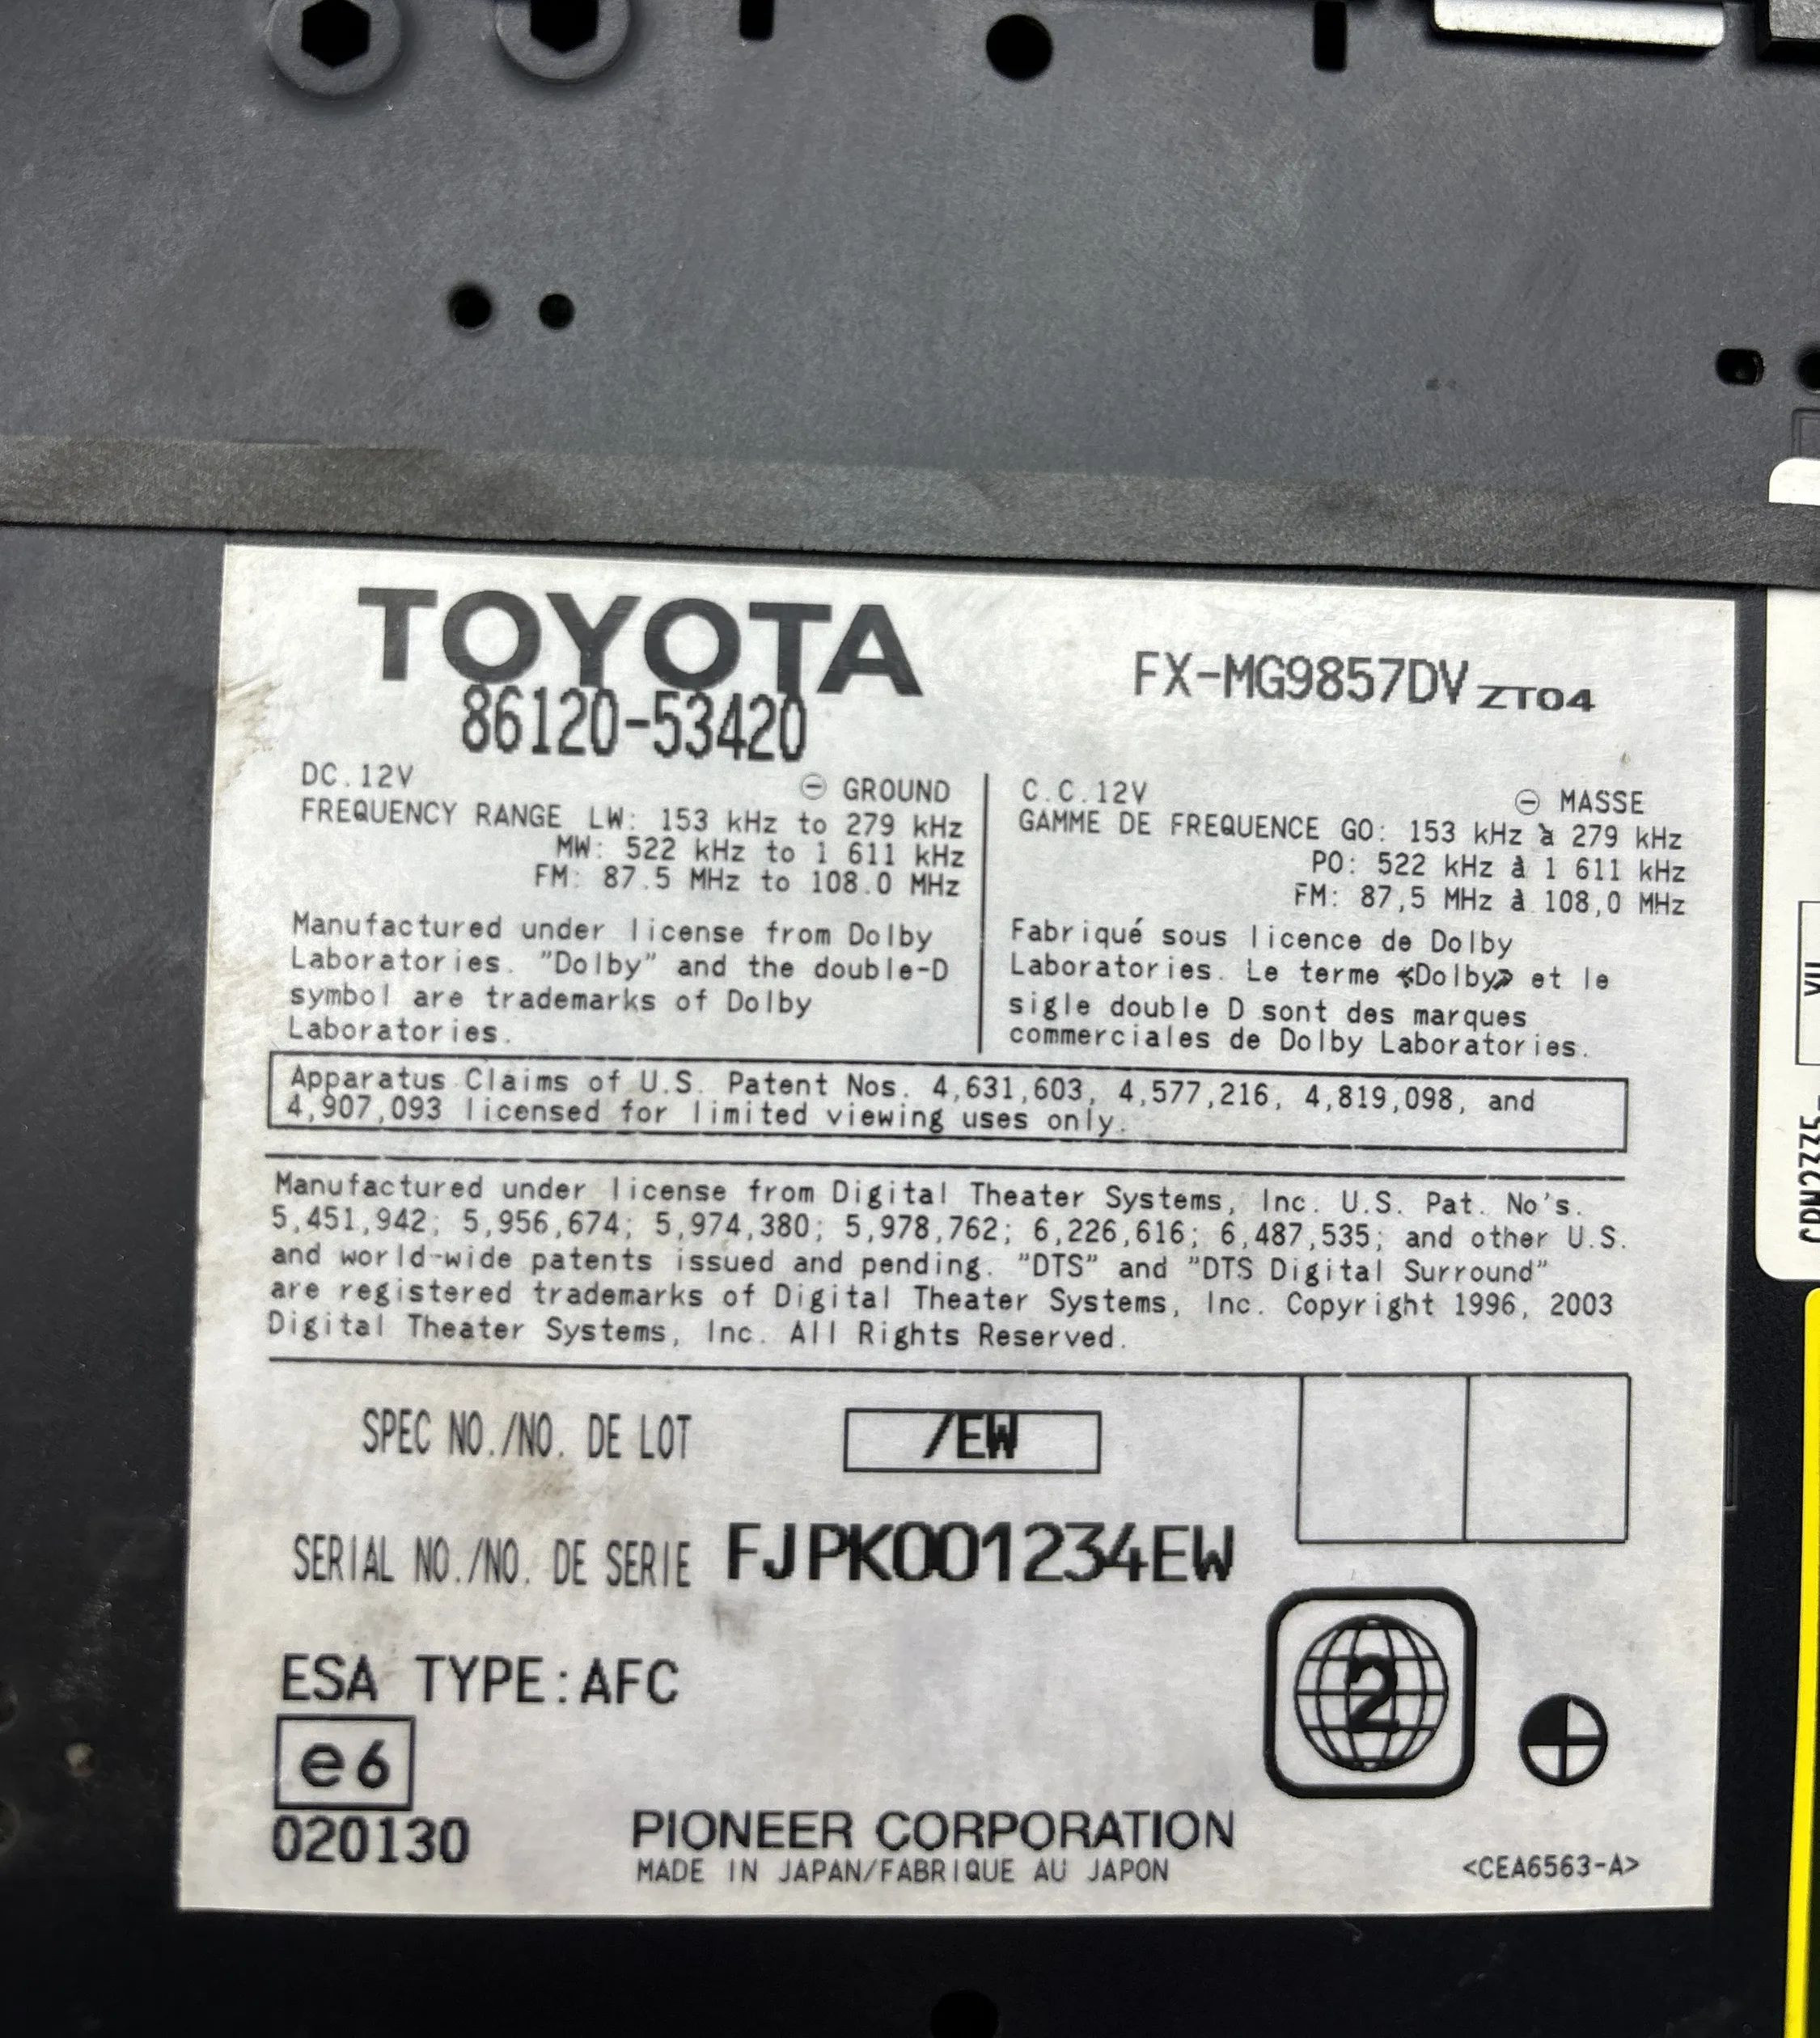 TOYOTA
86120-53420
FX-MG9857DV ZT04
DC.12V ⊖ GROUND
FREQUENCY RANGE LW: 153 kHz to 279 kHz
MW: 522 kHz to 1 611 kHz
FM: 87.5 MHz to 108.0 MHz
Manufactured under license from Dolby
Laboratories. "Dolby" and the double-D
symbol are trademarks of Dolby
Laboratories.
C.C.12V ⊖ MASSE
GAMME DE FREQUENCE GO: 153 kHz à 279 kHz
PO: 522 kHz à 1 611 kHz
FM: 87,5 MHz à 108,0 MHz
Fabriqué sous licence de Dolby
Laboratories. Le terme «Dolby» et le
sigle double D sont des marques
commerciales de Dolby Laboratories.
Apparatus Claims of U.S. Patent Nos. 4,631,603, 4,577,216, 4,819,098, and
4,907,093 licensed for limited viewing uses only.
Manufactured under license from Digital Theater Systems, Inc. U.S. Pat. No's.
5,451,942; 5,956,674; 5,974,380; 5,978,762; 6,226,616; 6,487,535; and other U.S.
and world-wide patents issued and pending. "DTS" and "DTS Digital Surround"
are registered trademarks of Digital Theater Systems, Inc. Copyright 1996, 2003
Digital Theater Systems, Inc. All Rights Reserved.
SPEC NO./NO. DE LOT /EW
SERIAL NO./NO. DE SERIE FJPK001234EW
ESA TYPE:AFC
e6
020130
2
PIONEER CORPORATION
MADE IN JAPAN/FABRIQUE AU JAPON
<CEA6563-A>